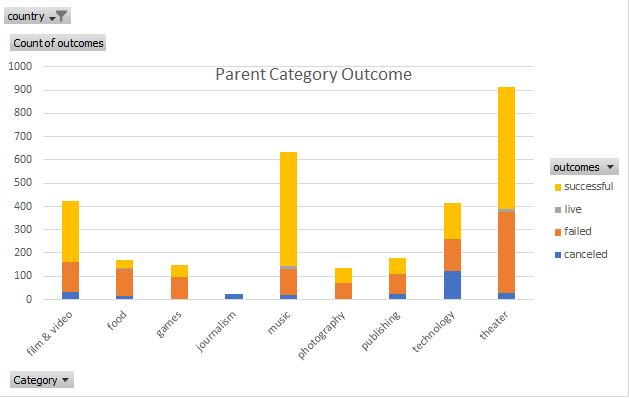 country
Count of outcomes
Parent Category Outcome
1000
900
800
700
600
500
400
300
200
100
0
film & video
food
games
journalism
music
photography
publishing
technology
theater
outcomes
successful
live
failed
canceled
Category